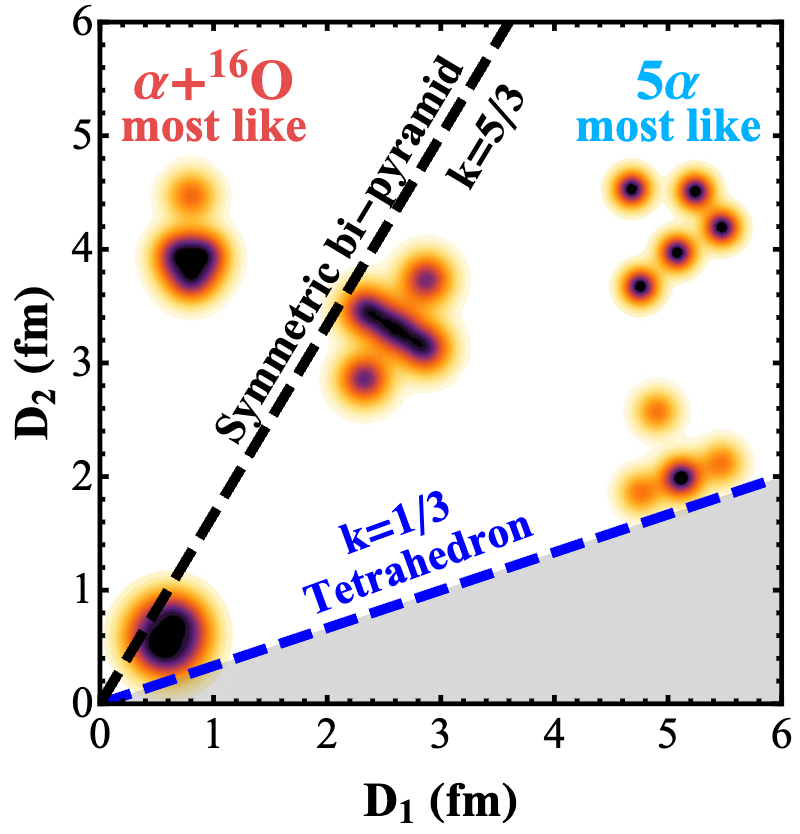 α+¹⁶O
most like
5α
most like
Symmetric bi-pyramid
k=5/3
k=1/3
Tetrahedron
6
5
4
3
2
1
0
0 1 2 3 4 5 6
D₂ (fm)
D₁ (fm)